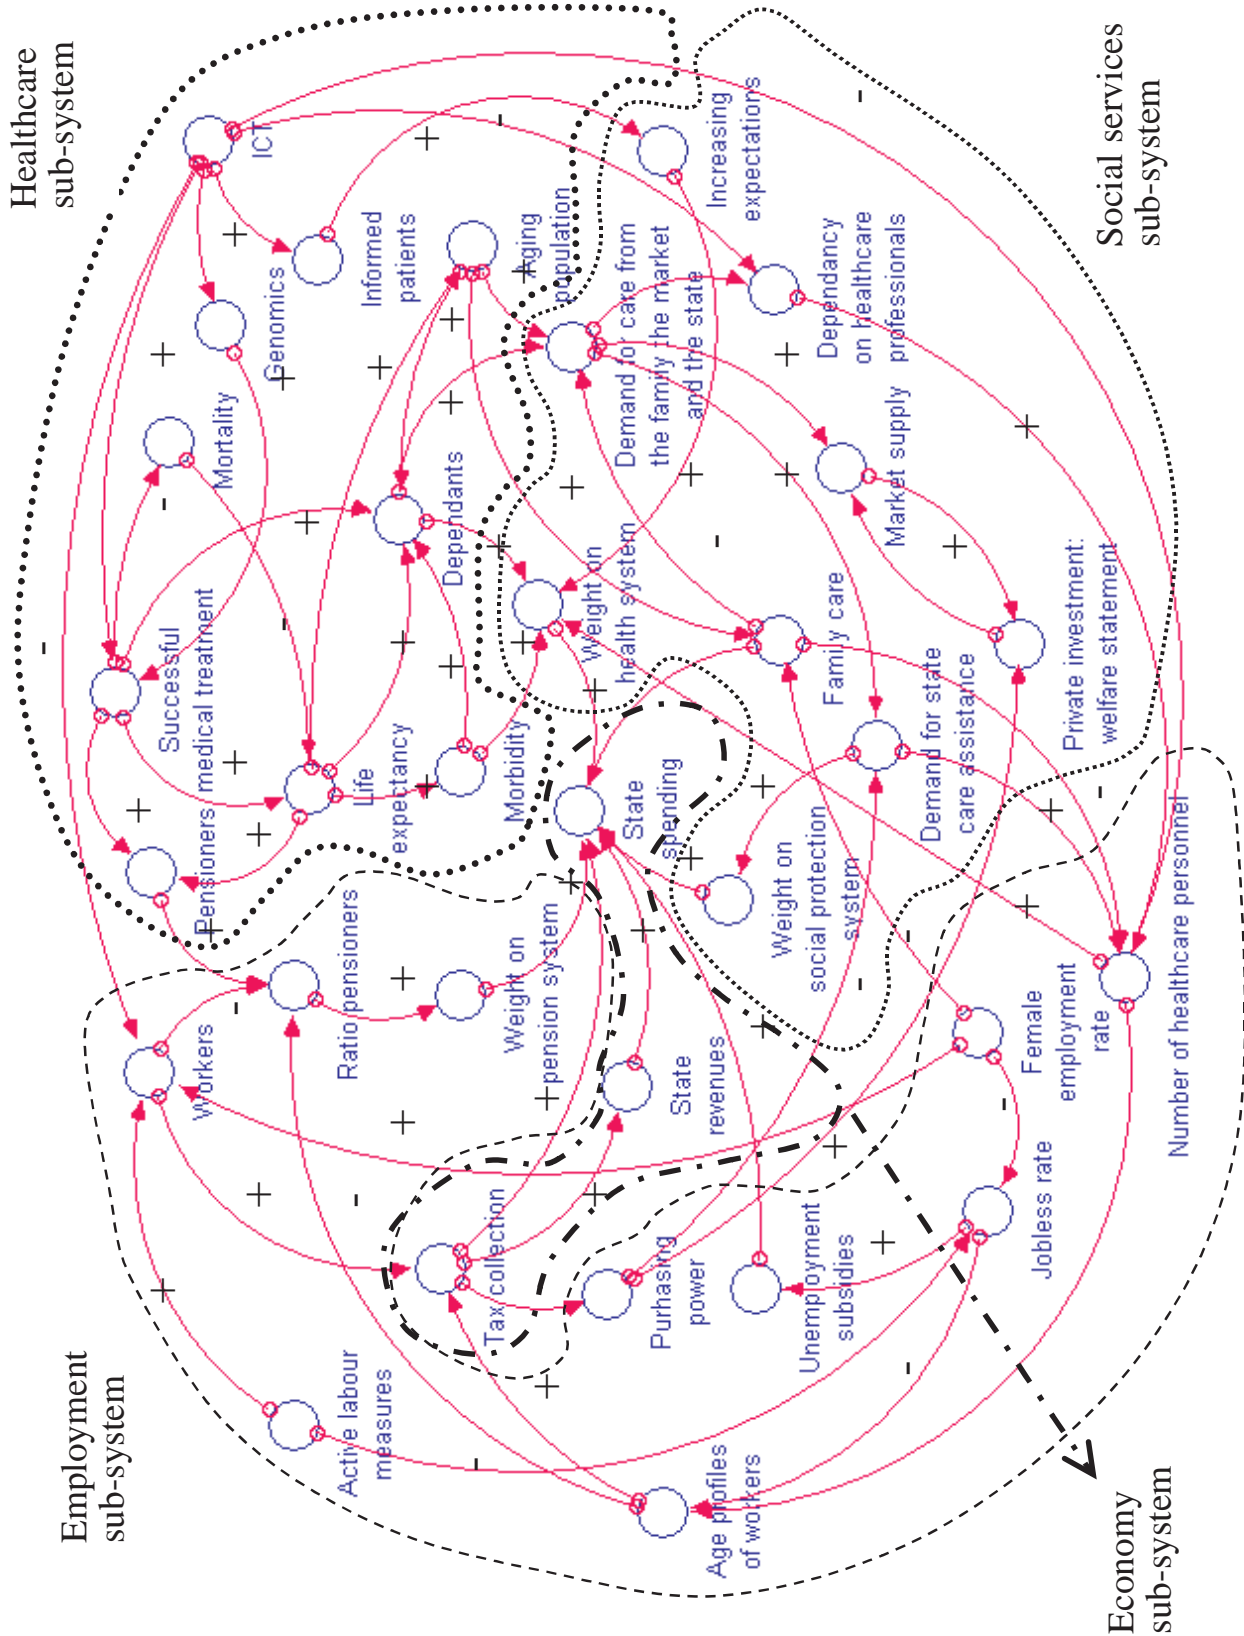 Healthcare
sub-system
Social services
sub-system
Employment
sub-system
Economy
sub-system
ICT
Genomics
Informed
patients
Mortality
Aging
population
Increasing
expectations
Successful
medical treatment
Pensioners
Life
expectancy
Dependants
Morbidity
Demand for care from
the family the market
and the state
Dependancy
on healthcare
professionals
Market supply
Weight on
health system
Family care
Private investment:
welfare statement
Demand for state
care assistance
State
spending
Weight on
social protection
system
Workers
Ratio pensioners
Weight on
pension system
State
revenues
Tax collection
Purhasing
power
Unemployment
subsidies
Female
employment
rate
Jobless rate
Number of healthcare personnel
Active labour
measures
Age profiles
of workers